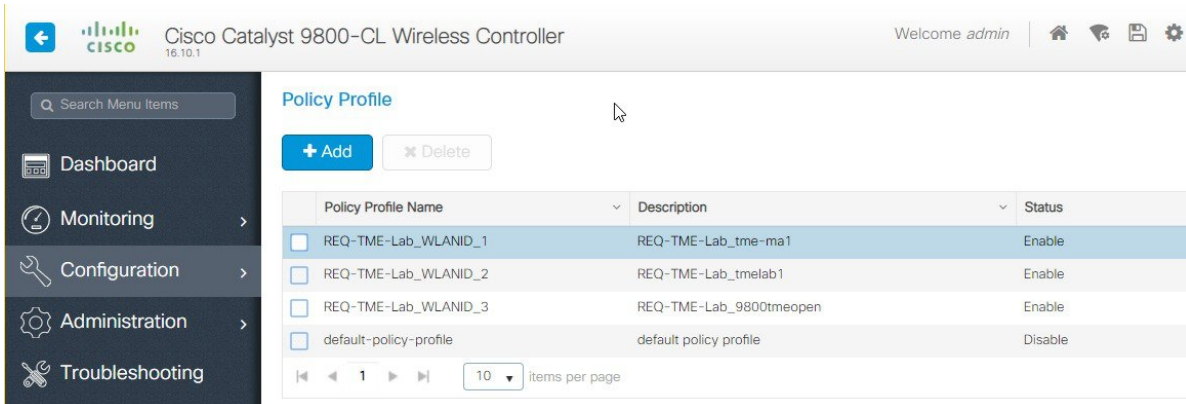 CISCO
Cisco Catalyst 9800-CL Wireless Controller
16.10.1
Welcome admin
Search Menu Items
Dashboard
Monitoring
Configuration
Administration
Troubleshooting
Policy Profile
Add
Delete
Policy Profile Name Description Status
REQ-TME-Lab_WLANID_1 REQ-TME-Lab_tme-ma1 Enable
REQ-TME-Lab_WLANID_2 REQ-TME-Lab_tmelab1 Enable
REQ-TME-Lab_WLANID_3 REQ-TME-Lab_9800tmeopen Enable
default-policy-profile default policy profile Disable
1 10 items per page